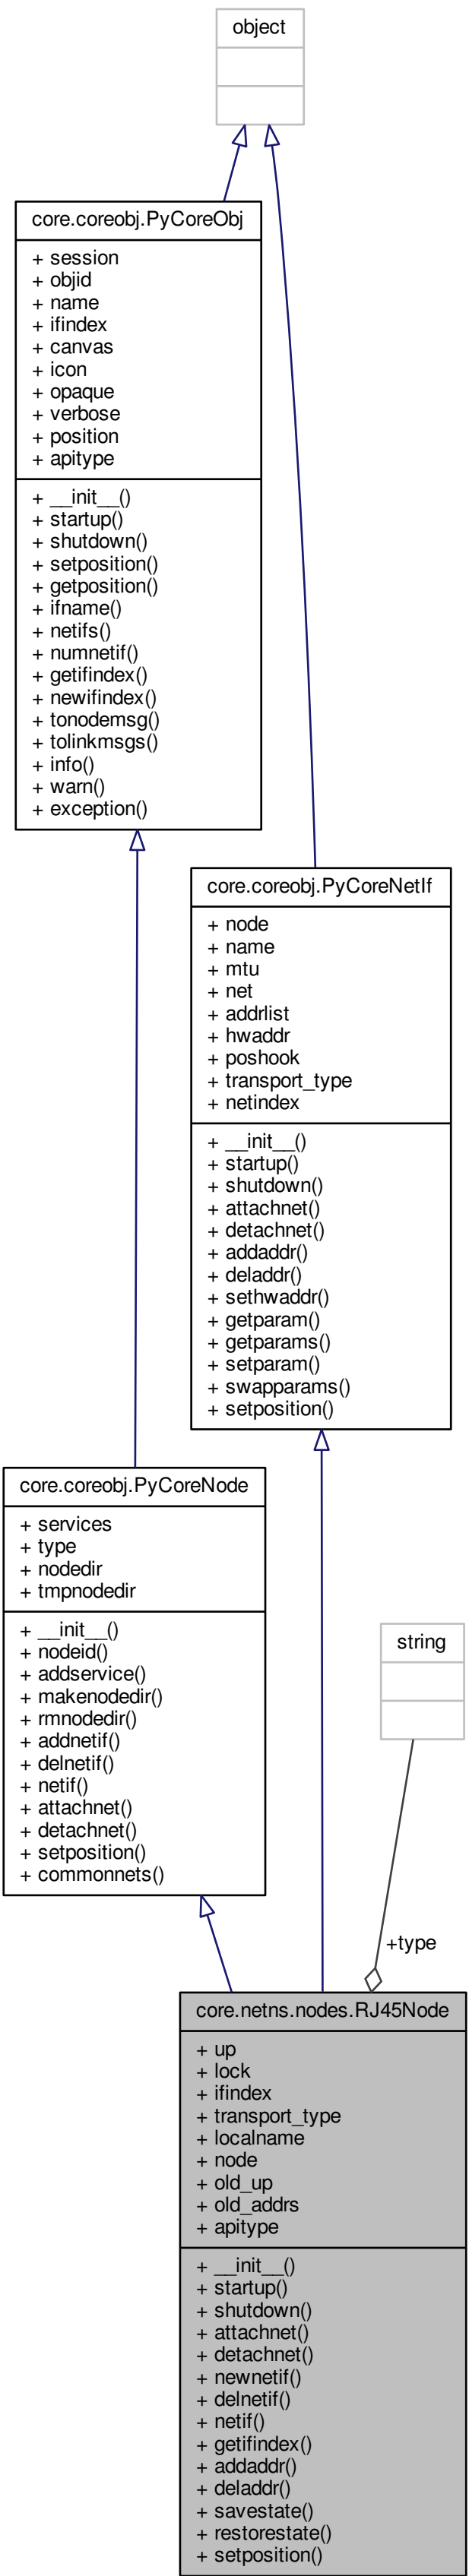 object
core.coreobj.PyCoreObj
+ session
+ objid
+ name
+ ifindex
+ canvas
+ icon
+ opaque
+ verbose
+ position
+ apitype
+ __init__()
+ startup()
+ shutdown()
+ setposition()
+ getposition()
+ ifname()
+ netifs()
+ numnetif()
+ getifindex()
+ newifindex()
+ tonodemsg()
+ tolinkmsgs()
+ info()
+ warn()
+ exception()
core.coreobj.PyCoreNetIf
+ node
+ name
+ mtu
+ net
+ addrlist
+ hwaddr
+ poshook
+ transport_type
+ netindex
+ __init__()
+ startup()
+ shutdown()
+ attachnet()
+ detachnet()
+ addaddr()
+ deladdr()
+ sethwaddr()
+ getparam()
+ getparams()
+ setparam()
+ swapparams()
+ setposition()
core.coreobj.PyCoreNode
+ services
+ type
+ nodedir
+ tmpnodedir
+ __init__()
+ nodeid()
+ addservice()
+ makenodedir()
+ rmnodedir()
+ addnetif()
+ delnetif()
+ netif()
+ attachnet()
+ detachnet()
+ setposition()
+ commonnets()
string
+type
core.netns.nodes.RJ45Node
+ up
+ lock
+ ifindex
+ transport_type
+ localname
+ node
+ old_up
+ old_addrs
+ apitype
+ __init__()
+ startup()
+ shutdown()
+ attachnet()
+ detachnet()
+ newnetif()
+ delnetif()
+ netif()
+ getifindex()
+ addaddr()
+ deladdr()
+ savestate()
+ restorestate()
+ setposition()